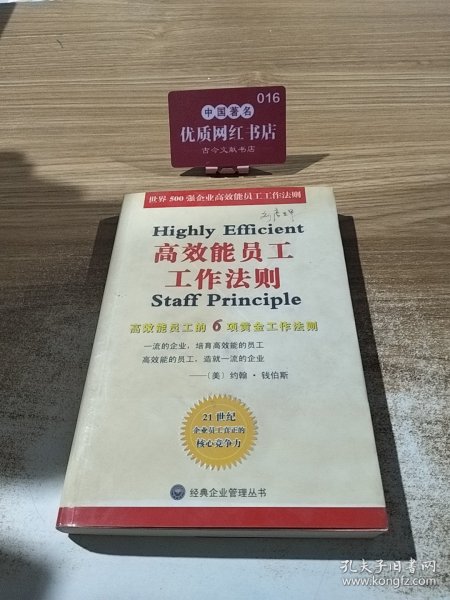 016
中国著名
优质网红书店
古今文献书店
世界500强企业高效能员工工作法则
Highly Efficient
高效能员工
工作法则
Staff Principle
高效能员工的6项黄金工作法则
一流的企业,培育高效能的员工
高效能的员工,造就一流的企业
——(美)约翰·钱伯斯
21世纪
企业员工真正的
核心竞争力
经典企业管理丛书
孔夫子旧书网
www.kongfz.com